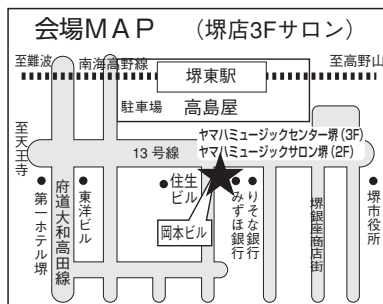 会場MAP (堺店3Fサロン)
至難波
南海高野線
堺東駅
至高野山
駐車場
高島屋
ヤマハミュージックセンター堺(3F)
ヤマハミュージックサロン堺(2F)
至天王寺
13号線
第一ホテル堺
府道大和高田線
東洋ビル
住生
ビル
岡本ビル
みずほ銀行
りそな銀行
堺銀座商店街
堺市役所